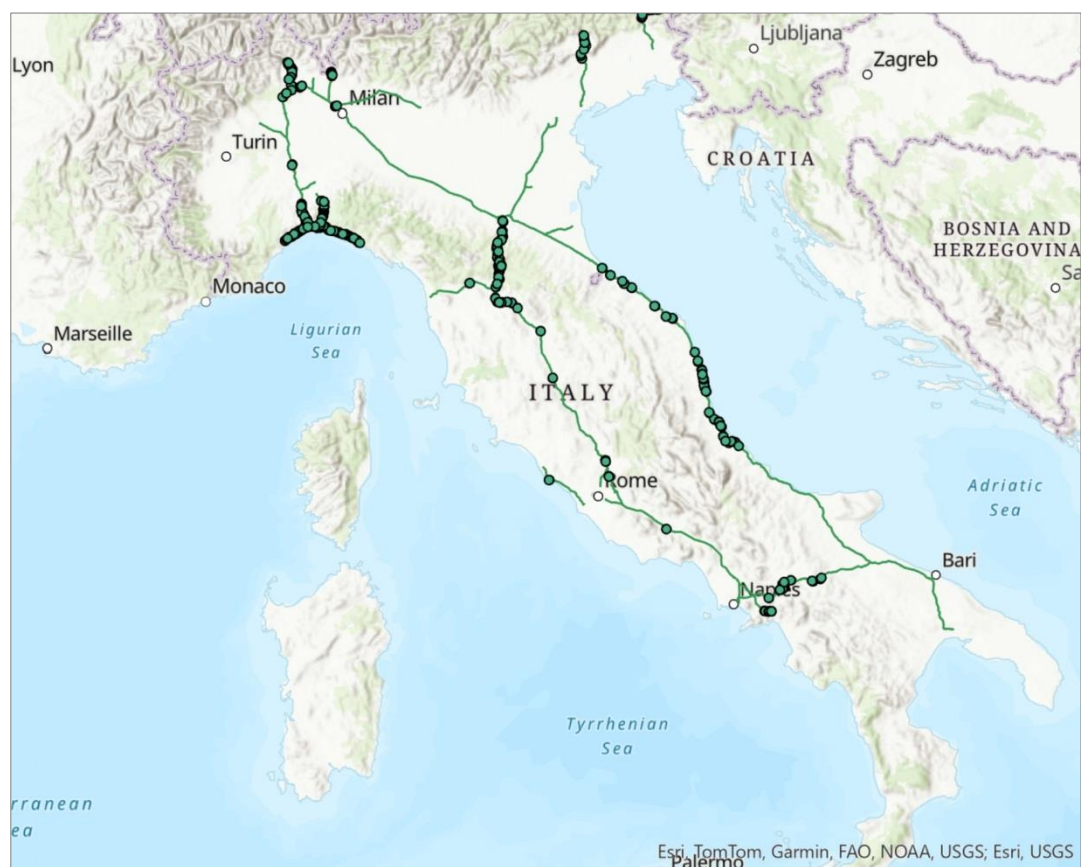 Ljubljana
Zagreb
Lyon
Milan
Turin
CROATIA
BOSNIA AND
HERZEGOVINA
Sa
Monaco
Marseille
Ligurian
Sea
ITALY
Rome
Adriatic
Sea
Bari
Naples
Tyrrhenian
Sea
rranean
ea
Esri, TomTom, Garmin, FAO, NOAA, USGS; Esri, USGS
Palermo